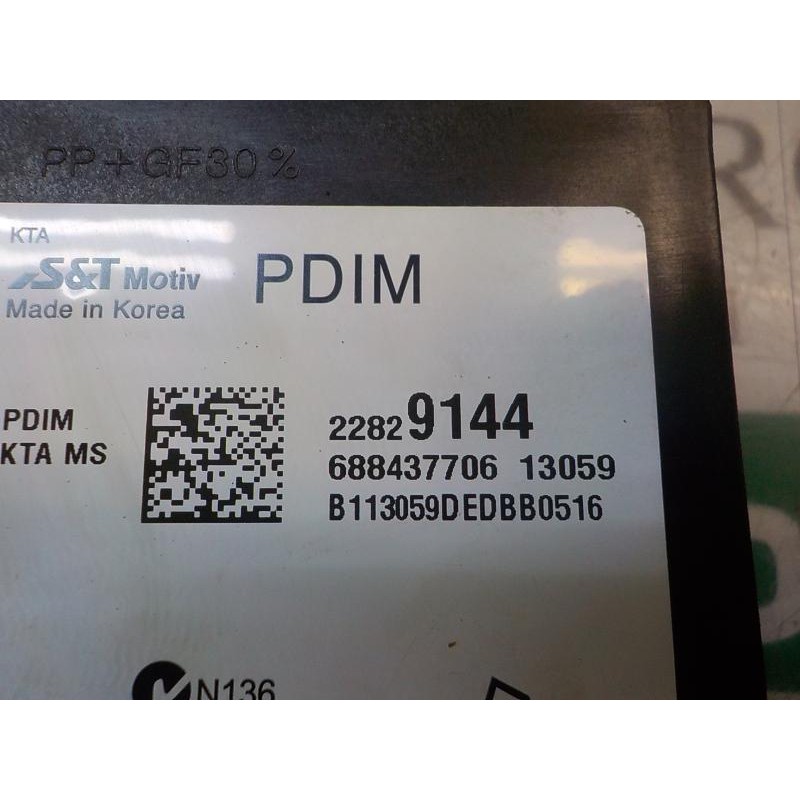 PP+GF30%
KTA
S&T Motiv
PDIM
Made in Korea
PDIM
KTA MS
22829144
688437706 13059
B113059DEDBB0516
N136